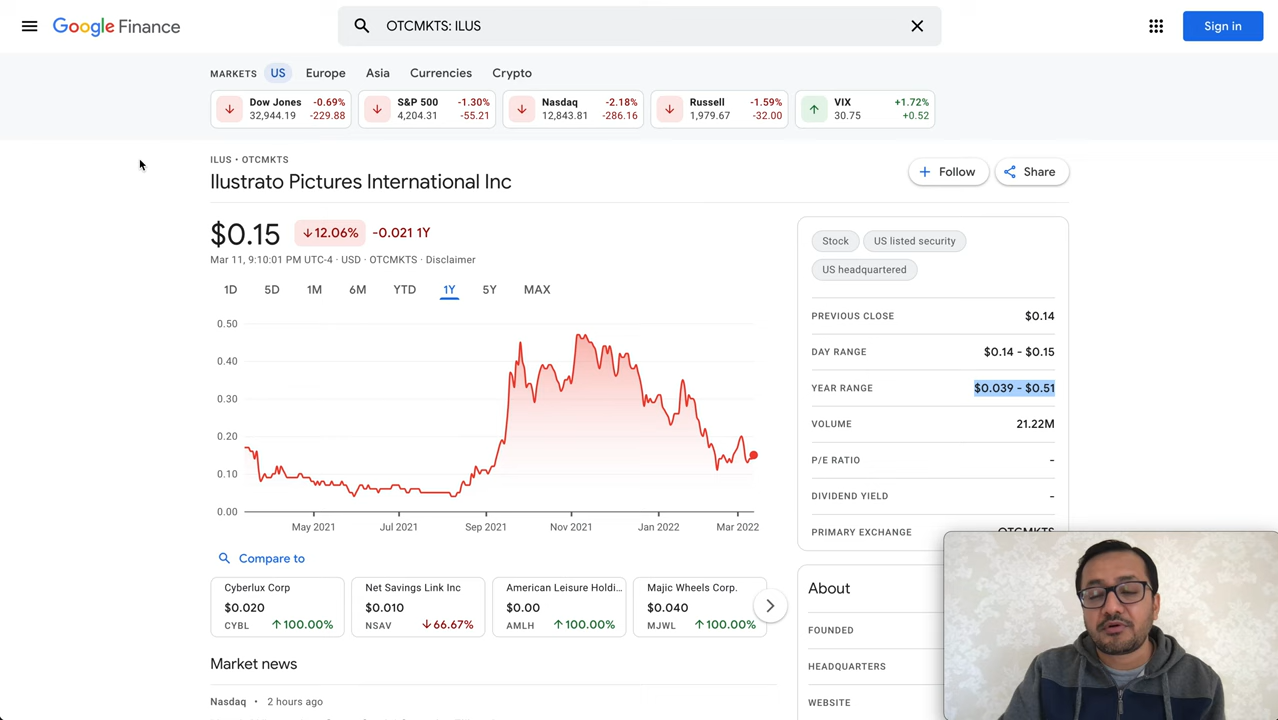 Google Finance
OTCMKTS: ILUS
Sign in
MARKETS US Europe Asia Currencies Crypto
Dow Jones -0.69%
32,944.19 -229.88
S&P 500 -1.30%
4,204.31 -55.21
Nasdaq -2.18%
12,843.81 -286.16
Russell -1.59%
1,979.67 -32.00
VIX +1.72%
30.75 +0.52
ILUS • OTCMKTS
Ilustrato Pictures International Inc
Follow
Share
$0.15 12.06% -0.021 1Y
Mar 11, 9:10:01 PM UTC-4 · USD · OTCMKTS · Disclaimer
1D 5D 1M 6M YTD 1Y 5Y MAX
0.50
0.40
0.30
0.20
0.10
0.00
May 2021 Jul 2021 Sep 2021 Nov 2021 Jan 2022 Mar 2022
Stock US listed security
US headquartered
PREVIOUS CLOSE $0.14
DAY RANGE $0.14 - $0.15
YEAR RANGE $0.039 - $0.51
VOLUME 21.22M
P/E RATIO -
DIVIDEND YIELD -
PRIMARY EXCHANGE OTCMKTS
Compare to
Cyberlux Corp
$0.020
CYBL 100.00%
Net Savings Link Inc
$0.010
NSAV 66.67%
American Leisure Holdi...
$0.00
AMLH 100.00%
Majic Wheels Corp.
$0.040
MJWL 100.00%
About
FOUNDED
HEADQUARTERS
WEBSITE
Market news
Nasdaq • 2 hours ago